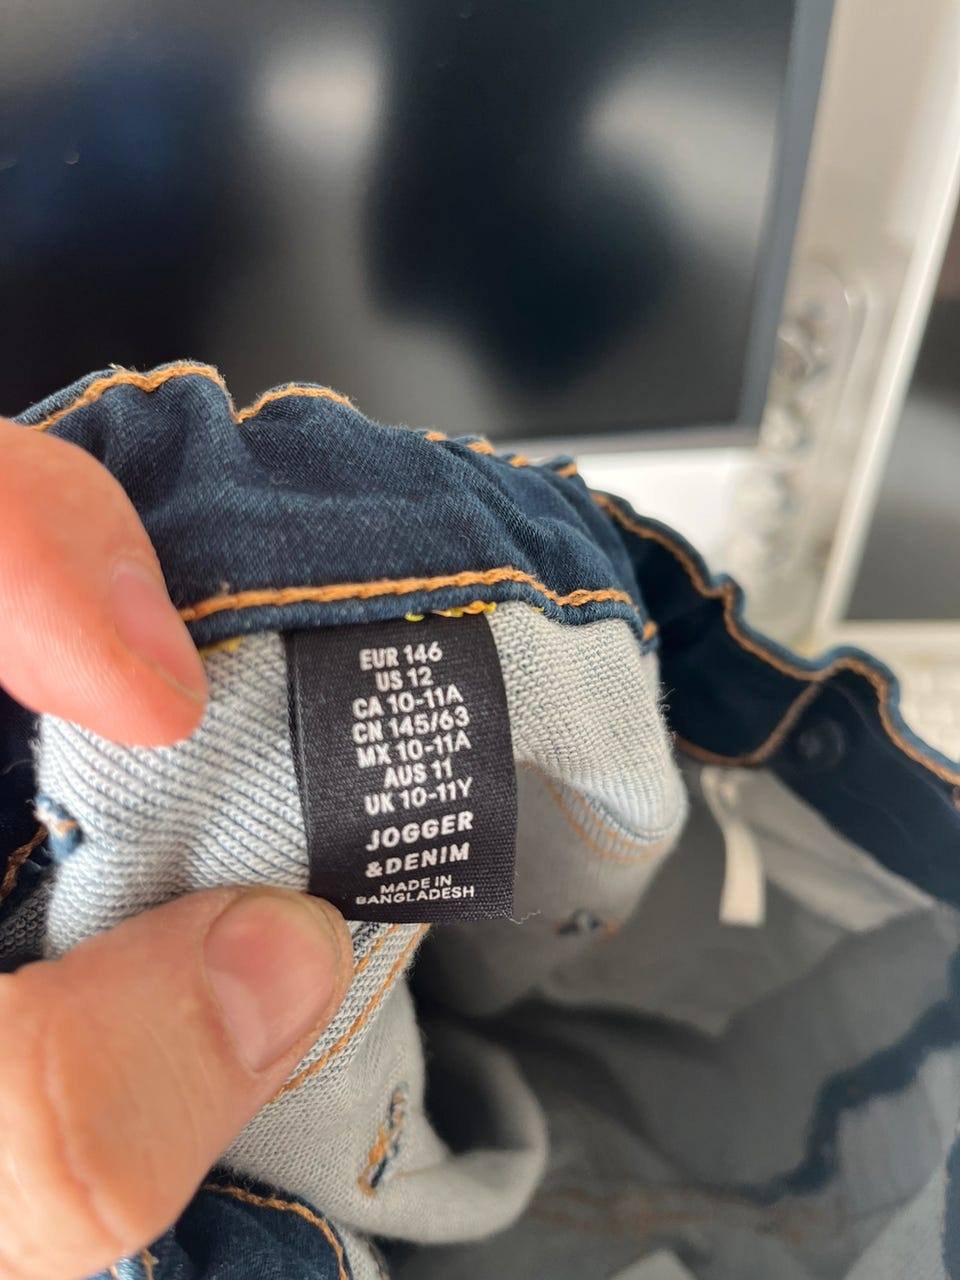 EUR 146
US 12
CA 10-11A
CN 145/63
MX 10-11A
AUS 11
UK 10-11Y
JOGGER
&DENIM
MADE IN
BANGLADESH